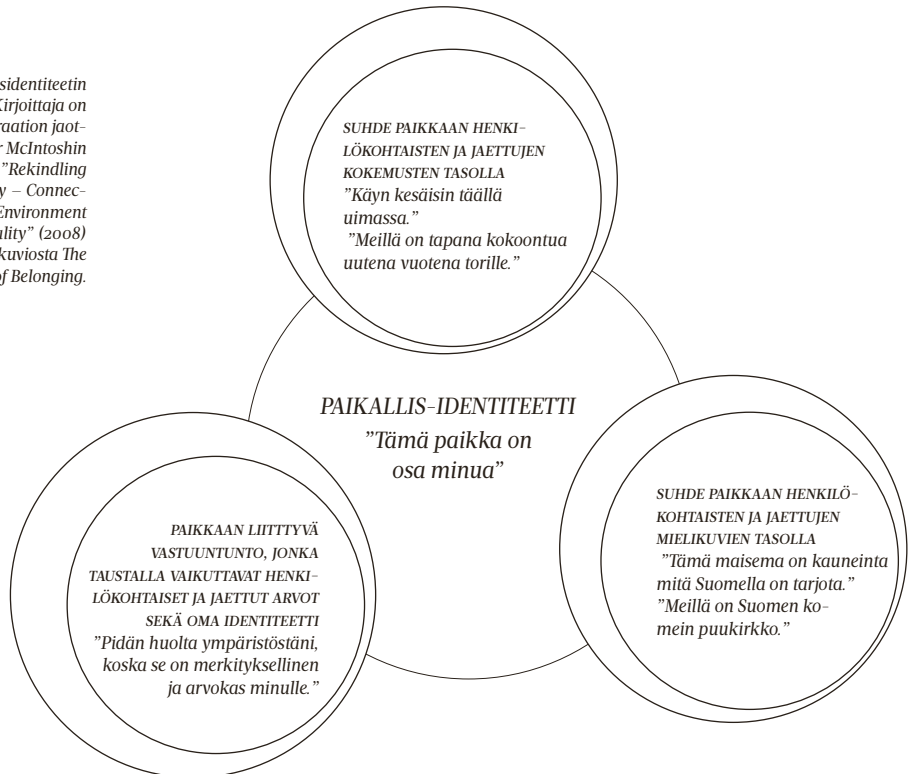 sidentiteetin
Kirjoittaja on
raation jaot-
r McIntoshin
"Rekindling
y – Connec-
Environment
ality" (2008)
kuviosta The
of Belonging.
SUHDE PAIKKAAN HENKI-
LÖKOHTAISTEN JA JAETTUJEN
KOKEMUSTEN TASOLLA
"Käyn kesäisin täällä
uimassa."
"Meillä on tapana kokoontua
uutena vuotena torille."
PAIKALLIS-IDENTITEETTI
"Tämä paikka on
osa minua"
PAIKKAAN LIITTTYVÄ
VASTUUNTUNTO, JONKA
TAUSTALLA VAIKUTTAVAT HENKI-
LÖKOHTAISET JA JAETTUT ARVOT
SEKÄ OMA IDENTITEETTI
"Pidän huolta ympäristöstäni,
koska se on merkityksellinen
ja arvokas minulle."
SUHDE PAIKKAAN HENKILÖ-
KOHTAISTEN JA JAETTUJEN
MIELIKUVIEN TASOLLA
"Tämä maisema on kauneinta
mitä Suomella on tarjota."
"Meillä on Suomen ko-
mein puukirkko."